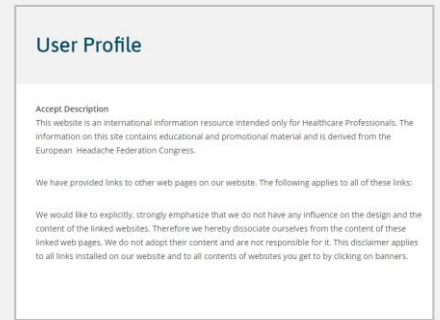 User Profile
Accept Description
This website is an international information resource intended only for Healthcare Professionals. The
information on this site contains educational and promotional material and is derived from the
European Headache Federation Congress.
We have provided links to other web pages on our website. The following applies to all of these links:
We would like to explicitly, strongly emphasize that we do not have any influence on the design and the
content of the linked websites. Therefore we hereby dissociate ourselves from the content of these
linked web pages. We do not adopt their content and are not responsible for it. This disclaimer applies
to all links installed on our website and to all contents of websites you get to by clicking on banners.